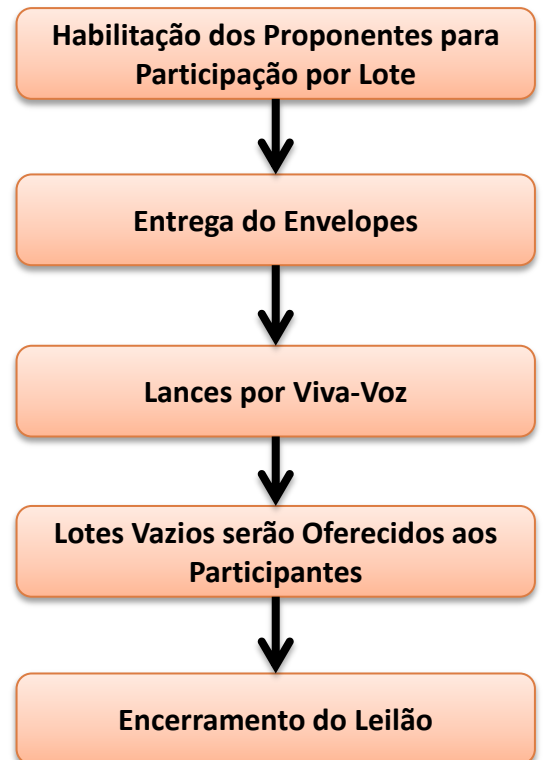 Habilitação dos Proponentes para
Participação por Lote
Entrega do Envelopes
Lances por Viva-Voz
Lotes Vazios serão Oferecidos aos
Participantes
Encerramento do Leilão